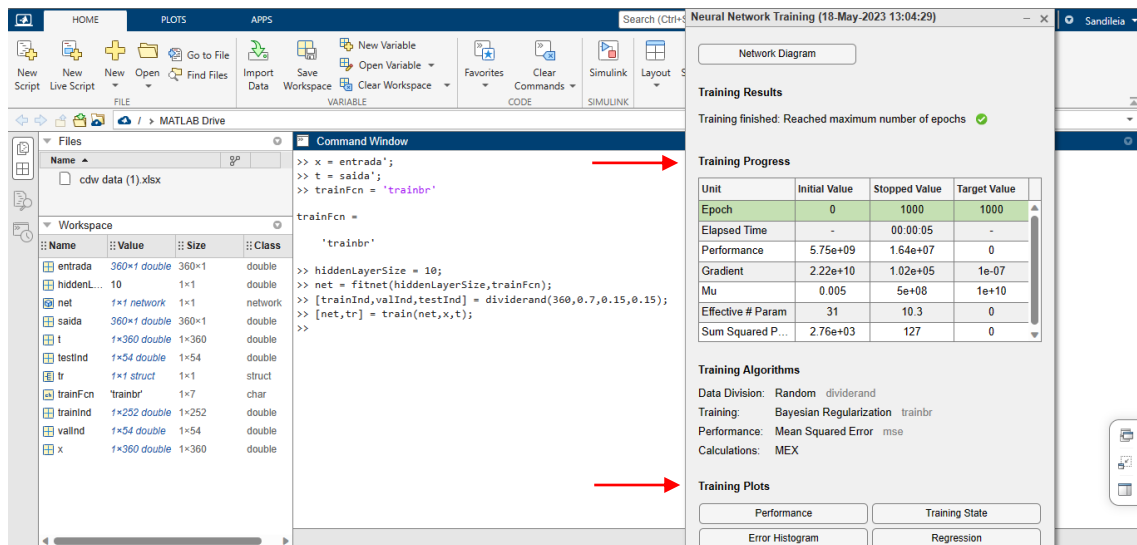 HOME PLOTS APPS
Search (Ctrl+S
Sandileia
New Script
New Live Script
New
Open
Go to File
Find Files
FILE
Import Data
Save Workspace
New Variable
Open Variable
Clear Workspace
VARIABLE
Favorites
Clear Commands
CODE
Simulink
SIMULINK
Layout
S
/ > MATLAB Drive
Files
Name
cdw data (1).xlsx
Workspace
Name Value Size Class
entrada 360×1 double 360×1 double
hiddenL... 10 1×1 double
net 1×1 network 1×1 network
saida 360×1 double 360×1 double
t 1×360 double 1×360 double
testInd 1×54 double 1×54 double
tr 1×1 struct 1×1 struct
trainFcn 'trainbr' 1×7 char
trainInd 1×252 double 1×252 double
valInd 1×54 double 1×54 double
x 1×360 double 1×360 double
Command Window
>> x = entrada';
>> t = saida';
>> trainFcn = 'trainbr'
trainFcn =
'trainbr'
>> hiddenLayerSize = 10;
>> net = fitnet(hiddenLayerSize,trainFcn);
>> [trainInd,valInd,testInd] = dividerand(360,0.7,0.15,0.15);
>> [net,tr] = train(net,x,t);
>>
Neural Network Training (18-May-2023 13:04:29)
Network Diagram
Training Results
Training finished: Reached maximum number of epochs
Training Progress
Unit Initial Value Stopped Value Target Value
Epoch 0 1000 1000
Elapsed Time - 00:00:05 -
Performance 5.75e+09 1.64e+07 0
Gradient 2.22e+10 1.02e+05 1e-07
Mu 0.005 5e+08 1e+10
Effective # Param 31 10.3 0
Sum Squared P... 2.76e+03 127 0
Training Algorithms
Data Division: Random dividerand
Training: Bayesian Regularization trainbr
Performance: Mean Squared Error mse
Calculations: MEX
Training Plots
Performance Training State
Error Histogram Regression